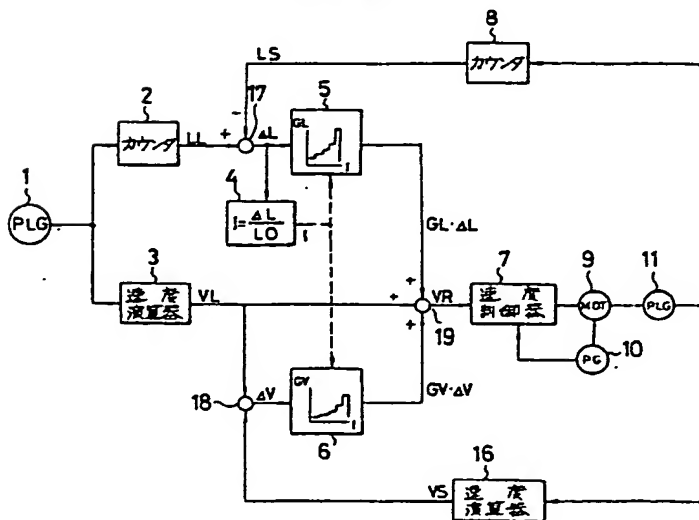 8
カウンタ
LS
2
カウンタ
LL
-
+
17
ΔL
5
GL
I
1
PLG
4
I=ΔL/LO
I
GL·ΔL
3
速度
演算器
VL
+
+
+
19
VR
7
速度
制御器
9
MOT
11
PLG
PG
10
18
ΔV
GV
I
6
GV·ΔV
16
速度
演算器
VS